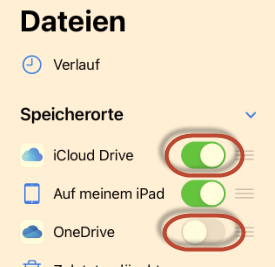 Dateien
Verlauf
Speicherorte
iCloud Drive
Auf meinem iPad
OneDrive